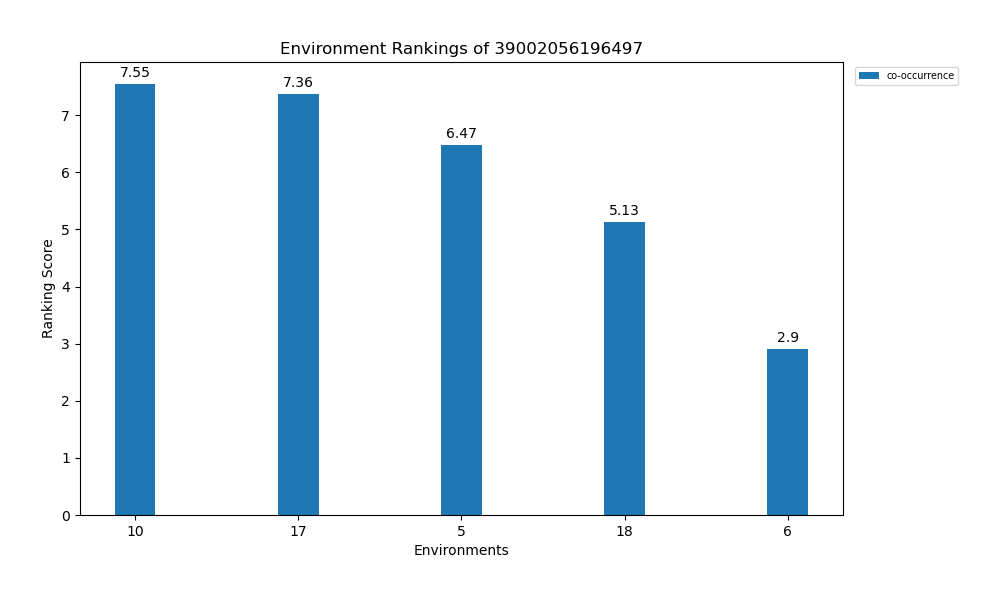 Environment Rankings of 39002056196497
co-occurrence
7.55
7.36
6.47
5.13
2.9
Ranking Score
7
6
5
4
3
2
1
0
10 17 5 18 6
Environments